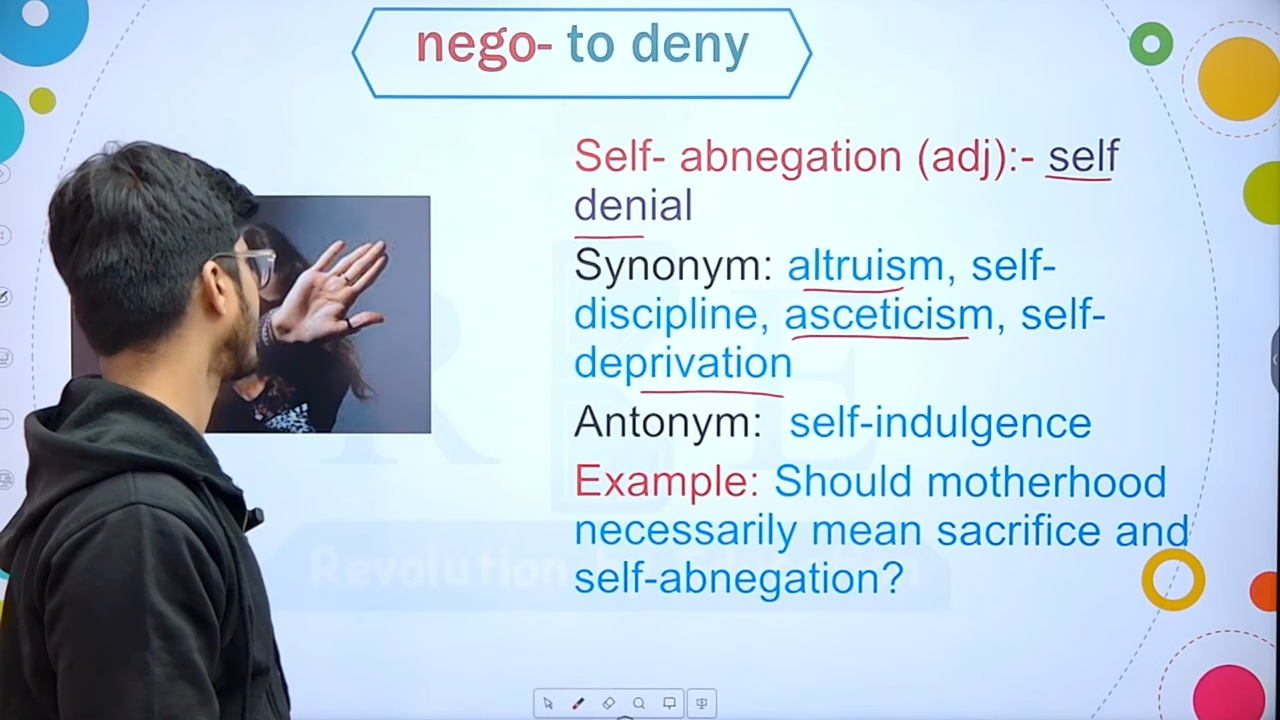 nego- to deny
Self- abnegation (adj):- self
denial
Synonym: altruism, self-
discipline, asceticism, self-
deprivation
Antonym: self-indulgence
Example: Should motherhood
necessarily mean sacrifice and
self-abnegation?
R E
Revolution